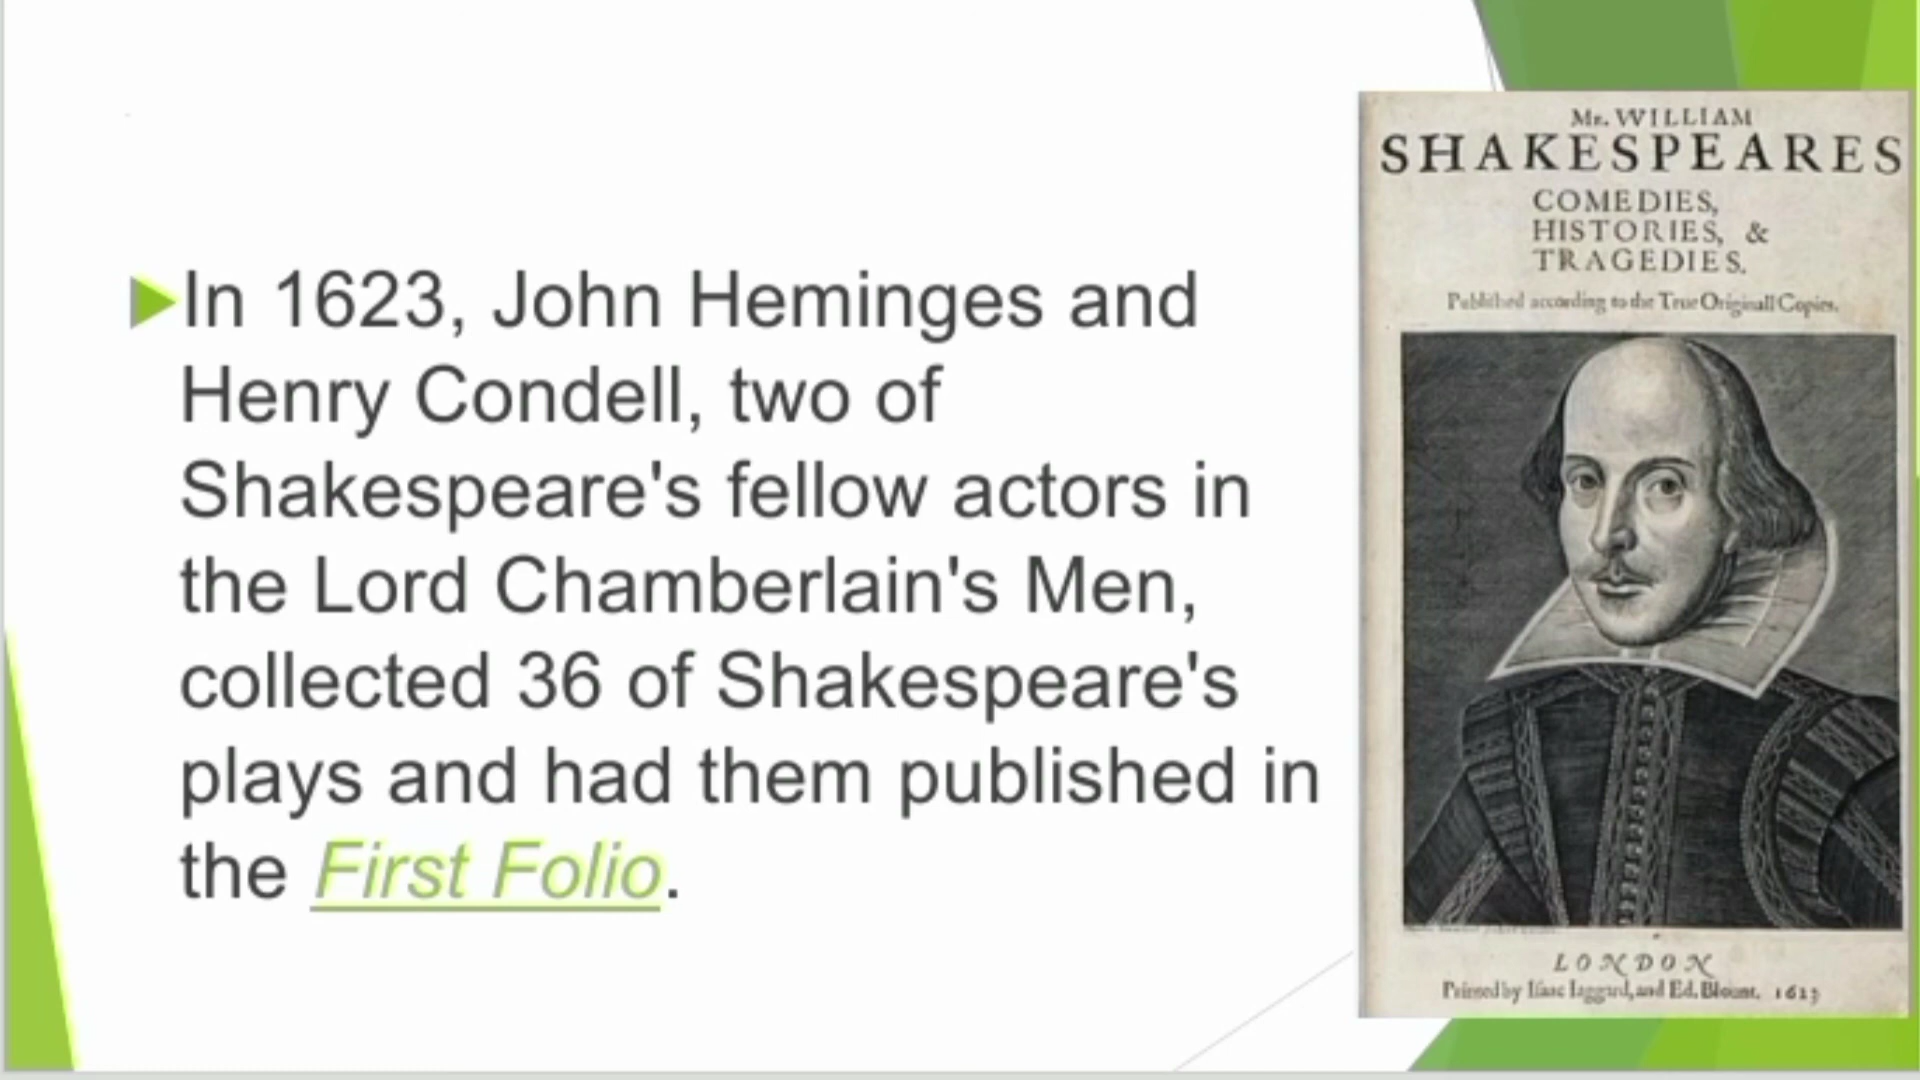 In 1623, John Heminges and
Henry Condell, two of
Shakespeare's fellow actors in
the Lord Chamberlain's Men,
collected 36 of Shakespeare's
plays and had them published in
the First Folio.
Mr. WILLIAM
SHAKESPEARES
COMEDIES,
HISTORIES, &
TRAGEDIES.
Published according to the True Originall Copies.
LONDON
Printed by Isaac Iaggard, and Ed. Blount. 1623